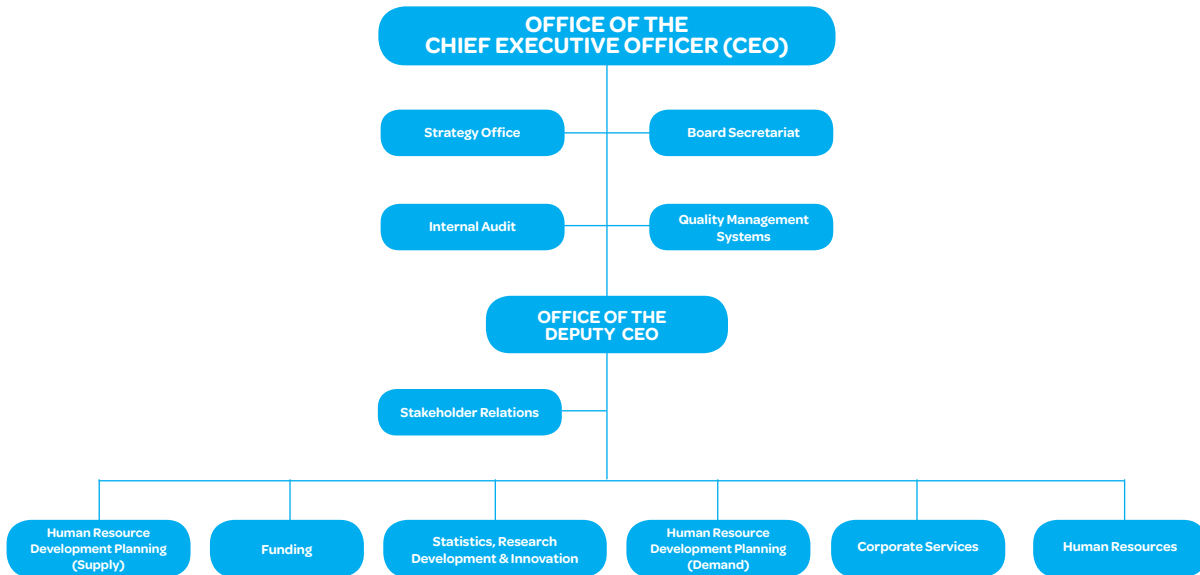 OFFICE OF THE
CHIEF EXECUTIVE OFFICER (CEO)
Strategy Office
Board Secretariat
Internal Audit
Quality Management
Systems
OFFICE OF THE
DEPUTY CEO
Stakeholder Relations
Human Resource
Development Planning
(Supply)
Funding
Statistics, Research
Development & Innovation
Human Resource
Development Planning
(Demand)
Corporate Services
Human Resources